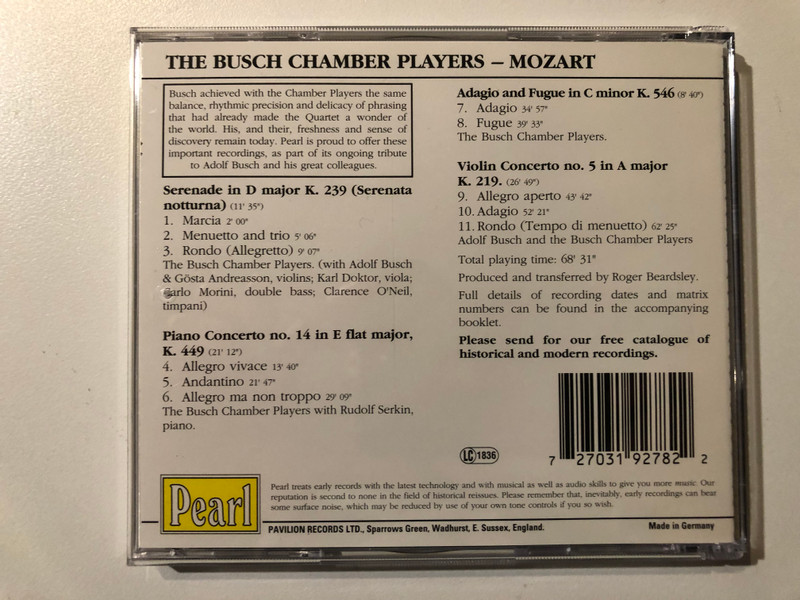 THE BUSCH CHAMBER PLAYERS – MOZART
Busch achieved with the Chamber Players the same
balance, rhythmic precision and delicacy of phrasing
that had already made the Quartet a wonder of
the world. His, and their, freshness and sense of
discovery remain today. Pearl is proud to offer these
important recordings, as part of its ongoing tribute
to Adolf Busch and his great colleagues.
Serenade in D major K. 239 (Serenata
notturna) (11' 35")
1. Marcia 2' 00"
2. Menuetto and trio 5' 06"
3. Rondo (Allegretto) 9' 07"
The Busch Chamber Players. (with Adolf Busch
& Gösta Andreasson, violins; Karl Doktor, viola;
Carlo Morini, double bass; Clarence O'Neil,
timpani)
Piano Concerto no. 14 in E flat major,
K. 449 (21' 12")
4. Allegro vivace 13' 40"
5. Andantino 21' 47"
6. Allegro ma non troppo 29' 09"
The Busch Chamber Players with Rudolf Serkin,
piano.
Adagio and Fugue in C minor K. 546 (8' 40")
7. Adagio 34' 57"
8. Fugue 39' 33"
The Busch Chamber Players.
Violin Concerto no. 5 in A major
K. 219. (26' 49")
9. Allegro aperto 43' 42"
10. Adagio 52' 21"
11. Rondo (Tempo di menuetto) 62' 25"
Adolf Busch and the Busch Chamber Players
Total playing time: 68' 31"
Produced and transferred by Roger Beardsley.
Full details of recording dates and matrix
numbers can be found in the accompanying
booklet.
Please send for our free catalogue of
historical and modern recordings.
LC 1836
7 27031 92782 2
Pearl
Pearl treats early records with the latest technology and with musical as well as audio skills to give you more music. Our
reputation is second to none in the field of historical reissues. Please remember that, inevitably, early recordings can bear
some surface noise, which may be reduced by use of your own tone controls if you so wish.
PAVILION RECORDS LTD., Sparrows Green, Wadhurst, E. Sussex, England.
Made in Germany